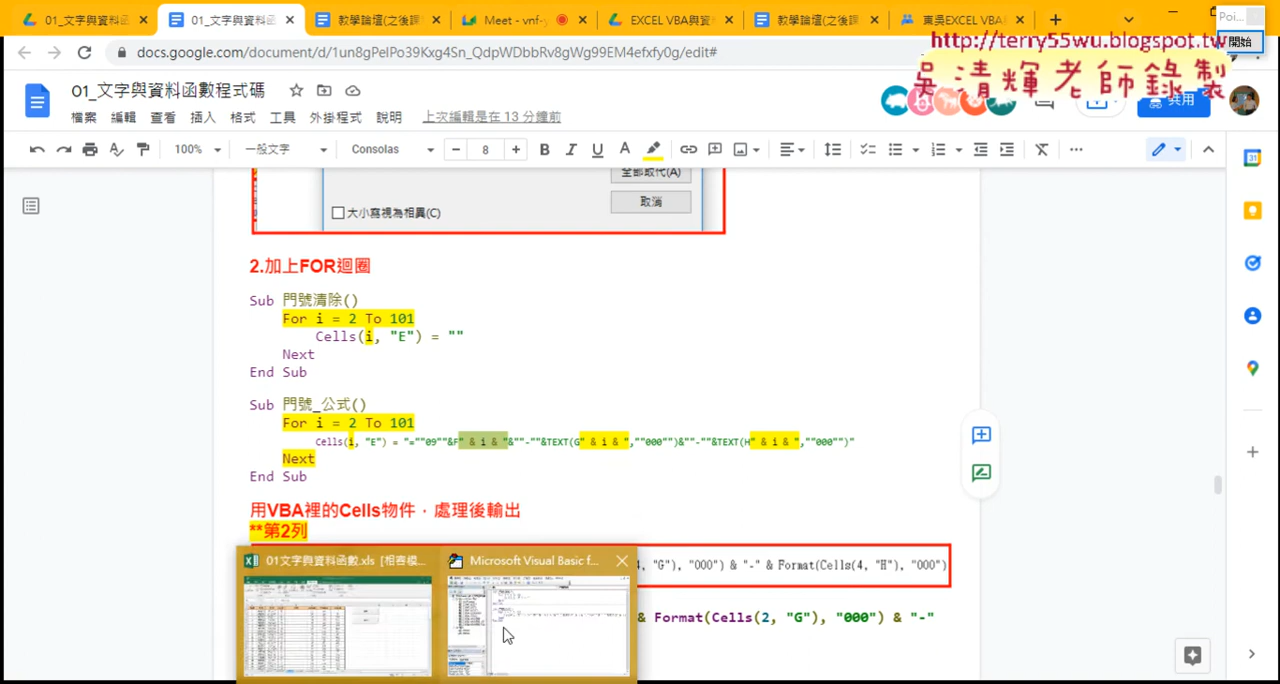 01_文字與資料函
01_文字與資料函
教學論壇(之後課
Meet - vnf-y
EXCEL VBA與資
教學論壇(之後課
東吳EXCEL VBA
Poi...
開始
docs.google.com/document/d/1un8gPelPo39Kxg4Sn_QdpWDbbRv8gWg99EM4efxfy0g/edit#
http://terry55wu.blogspot.tw
吳清輝老師錄製
01_文字與資料函數程式碼
共用
檔案 編輯 查看 插入 格式 工具 外掛程式 說明 上次編輯是在 13 分鐘前
100% 一般文字 Consolas 8 B I U A
全部取代(A)
取消
大小寫視為相異(C)
2.加上FOR迴圈
Sub 門號清除()
For i = 2 To 101
Cells(i, "E") = ""
Next
End Sub
Sub 門號_公式()
For i = 2 To 101
Cells(i, "E") = "=""09""&F" & i & "&""-""&TEXT(G" & i & ",""000"")&""-""&TEXT(H" & i & ",""000"")"
Next
End Sub
用VBA裡的Cells物件，處理後輸出
**第2列
01文字與資料函數.xls [相容模...
Microsoft Visual Basic f...
4, "G"), "000") & "-" & Format(Cells(4, "H"), "000")
& Format(Cells(2, "G"), "000") & "-"